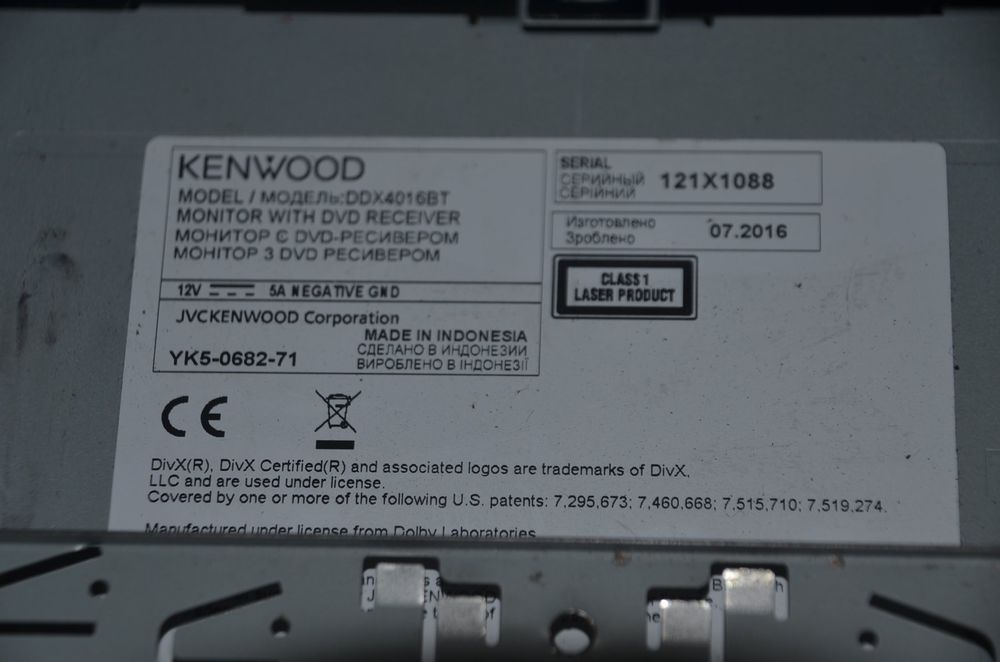 KENWOOD
MODEL / МОДЕЛЬ:DDX4016BT
MONITOR WITH DVD RECEIVER
МОНИТОР С DVD-РЕСИВЕРОМ
МОНІТОР З DVD РЕСИВЕРОМ
12V 5A NEGATIVE GND
JVCKENWOOD Corporation
MADE IN INDONESIA
СДЕЛАНО В ИНДОНЕЗИИ
YK5-0682-71
ВИРОБЛЕНО В ІНДОНЕЗІЇ
SERIAL
СЕРИЙНЫЙ 121X1088
СЕРІЙНИЙ
Изготовлено
Зроблено 07.2016
CLASS 1
LASER PRODUCT
CE
DivX(R), DivX Certified(R) and associated logos are trademarks of DivX,
LLC and are used under license.
Covered by one or more of the following U.S. patents: 7,295,673; 7,460,668; 7,515,710; 7,519,274.
Manufactured under license from Dolby Laboratories.